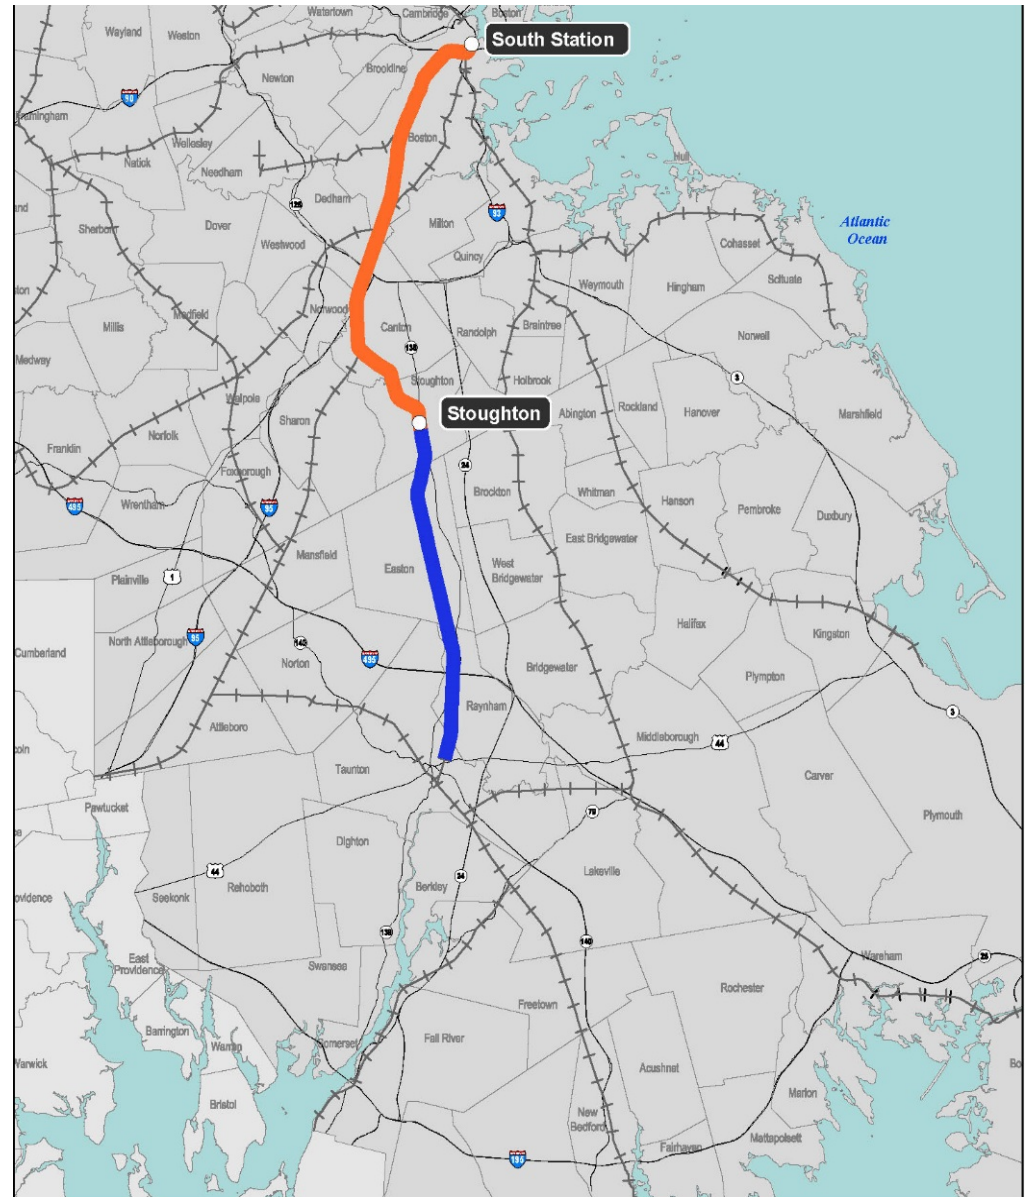 Watertown
Cambridge
Boston
Wayland
Weston
South Station
Brookline
Newton
90
Framingham
Boston
Wellesley
Natick
Needham
Hull
Dedham
128
Milton
93
Atlantic
Ocean
Sherborn
Dover
Westwood
Cohasset
Quincy
Scituate
Weymouth
Hingham
Medfield
Norwood
Millis
Canton
Randolph
Braintree
Norwell
138
Medway
Stoughton
Holbrook
3
Walpole
Rockland
Stoughton
Abington
Hanover
Marshfield
Sharon
Norfolk
Franklin
24
Foxborough
Brockton
Whitman
Hanson
Wrentham
495
95
Pembroke
Duxbury
East Bridgewater
Mansfield
Easton
West
Bridgewater
Plainville
1
Halifax
Kingston
95
North Attleborough
140
Cumberland
Norton
495
Bridgewater
Plympton
Raynham
3
Attleboro
Middleborough
44
Taunton
Carver
Pawtucket
79
Plymouth
Dighton
44
Lakeville
24
Rehoboth
Berkley
Seekonk
138
140
East
Providence
Swansea
Wareham
25
Rochester
Freetown
Barrington
Warren
Somerset
Fall River
Warwick
Acushnet
Bristol
Marion
New
Bedford
Mattapoisett
Fairhaven
195